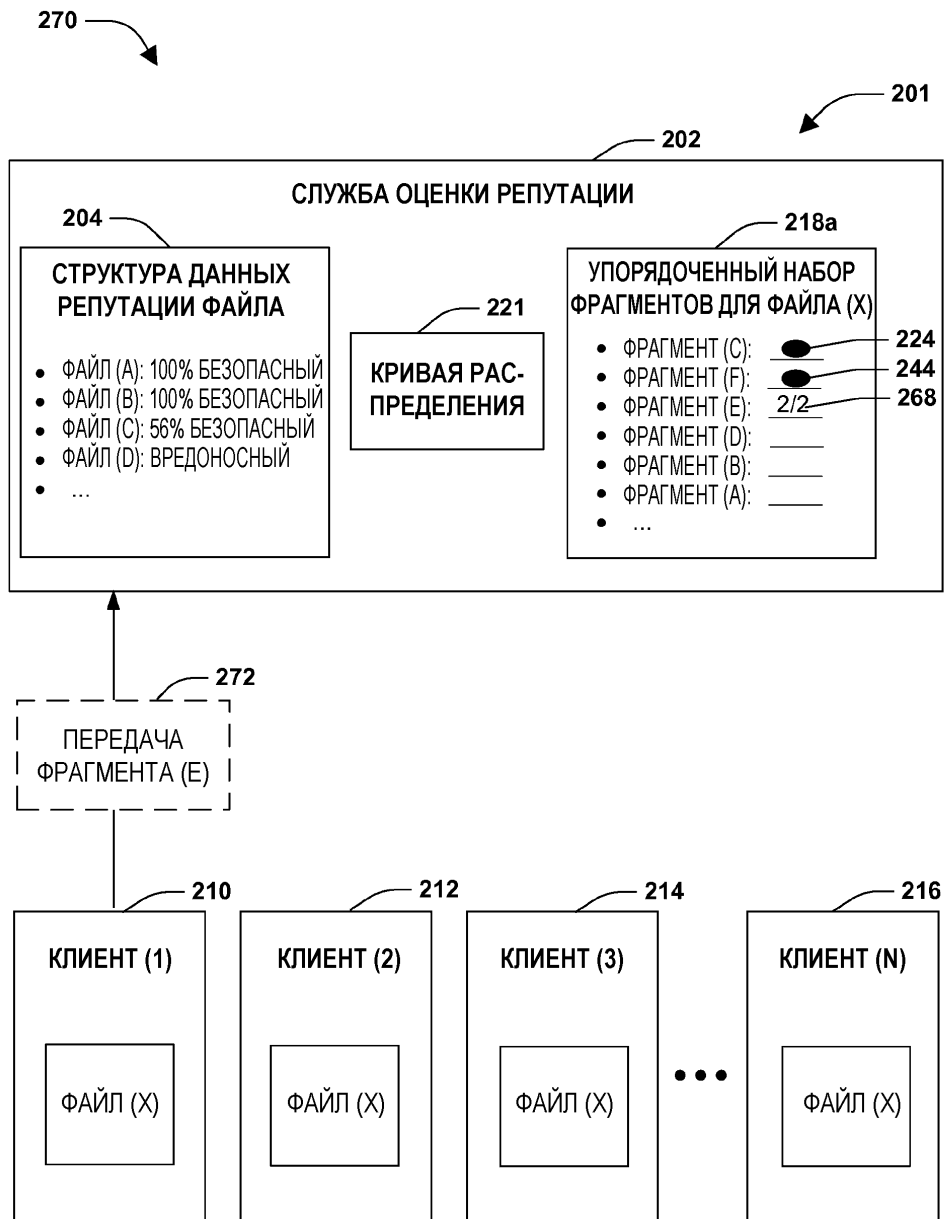 270
201
202
СЛУЖБА ОЦЕНКИ РЕПУТАЦИИ
204
СТРУКТУРА ДАННЫХ
РЕПУТАЦИИ ФАЙЛА
• ФАЙЛ (A): 100% БЕЗОПАСНЫЙ
• ФАЙЛ (B): 100% БЕЗОПАСНЫЙ
• ФАЙЛ (C): 56% БЕЗОПАСНЫЙ
• ФАЙЛ (D): ВРЕДОНОСНЫЙ
• ...
221
КРИВАЯ РАС-
ПРЕДЕЛЕНИЯ
218a
УПОРЯДОЧЕННЫЙ НАБОР
ФРАГМЕНТОВ ДЛЯ ФАЙЛА (X)
• ФРАГМЕНТ (C): 224
• ФРАГМЕНТ (F): 244
• ФРАГМЕНТ (E): 2/2 268
• ФРАГМЕНТ (D): ____
• ФРАГМЕНТ (B): ____
• ФРАГМЕНТ (A): ____
• ...
272
ПЕРЕДАЧА
ФРАГМЕНТА (E)
210
КЛИЕНТ (1)
ФАЙЛ (X)
212
КЛИЕНТ (2)
ФАЙЛ (X)
214
КЛИЕНТ (3)
ФАЙЛ (X)
• • •
216
КЛИЕНТ (N)
ФАЙЛ (X)